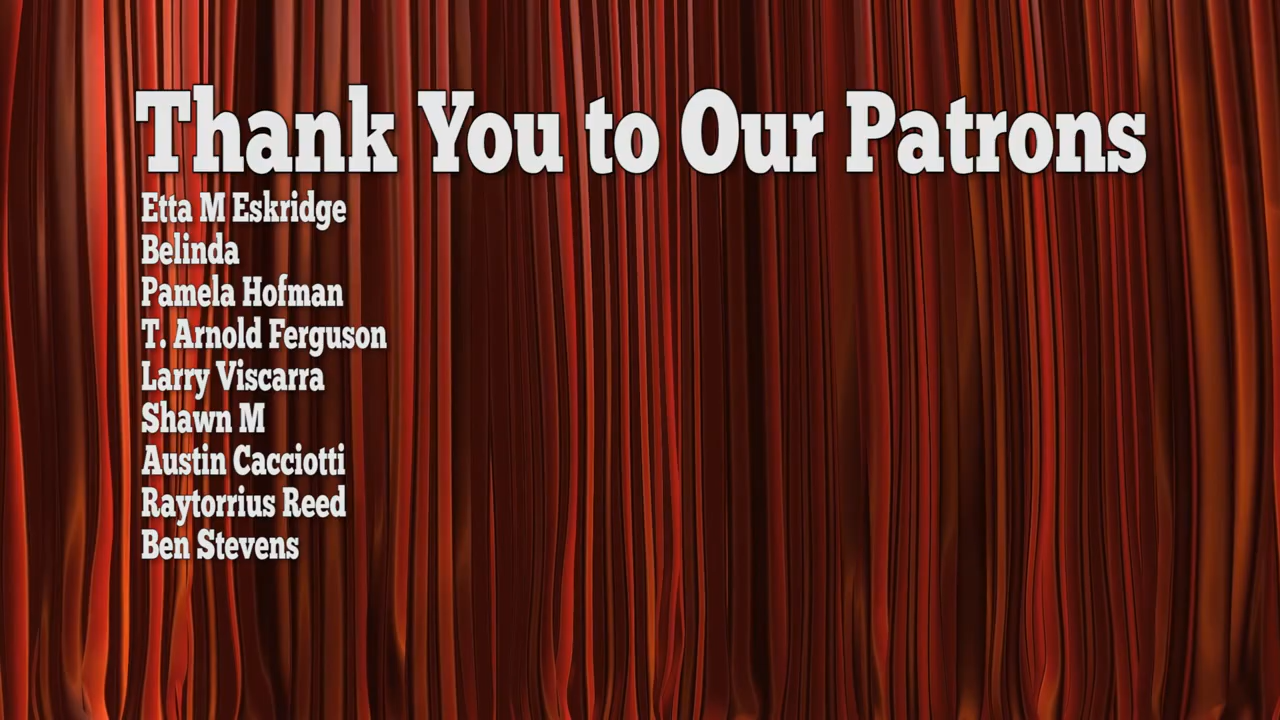 Thank You to Our Patrons
Etta M Eskridge
Belinda
Pamela Hofman
T. Arnold Ferguson
Larry Viscarra
Shawn M
Austin Cacciotti
Raytorrius Reed
Ben Stevens